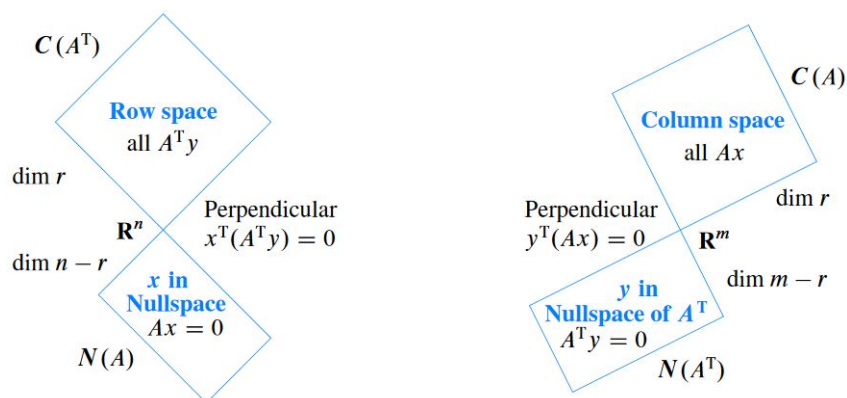 C(Aᵀ)
Row space
all Aᵀy
dim r
Perpendicular
xᵀ(Aᵀy) = 0
Rⁿ
dim n − r
x in
Nullspace
Ax = 0
N(A)
C(A)
Column space
all Ax
dim r
Perpendicular
yᵀ(Ax) = 0
Rᵐ
dim m − r
y in
Nullspace of Aᵀ
Aᵀy = 0
N(Aᵀ)